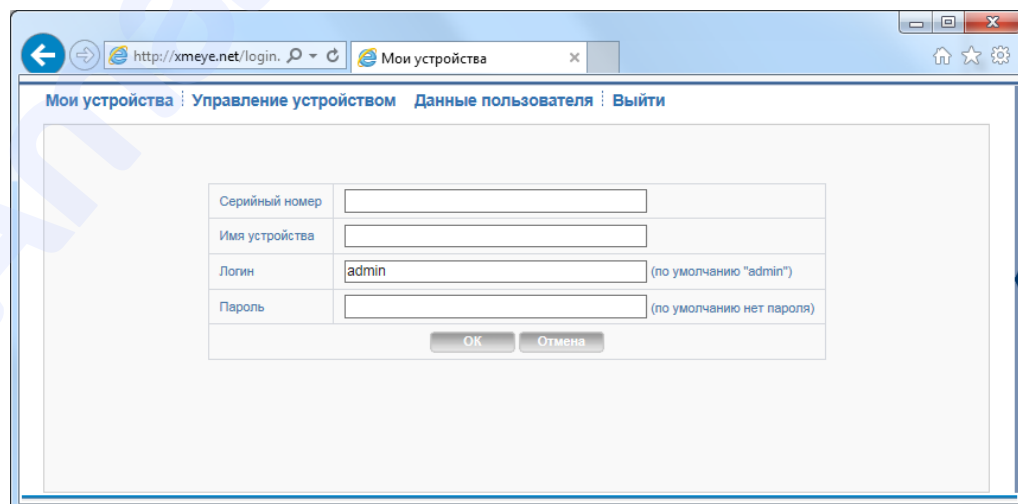 http://xmeye.net/login.
Мои устройства
Мои устройства Управление устройством Данные пользователя Выйти
Серийный номер
Имя устройства
Логин admin (по умолчанию "admin")
Пароль (по умолчанию нет пароля)
OK Отмена